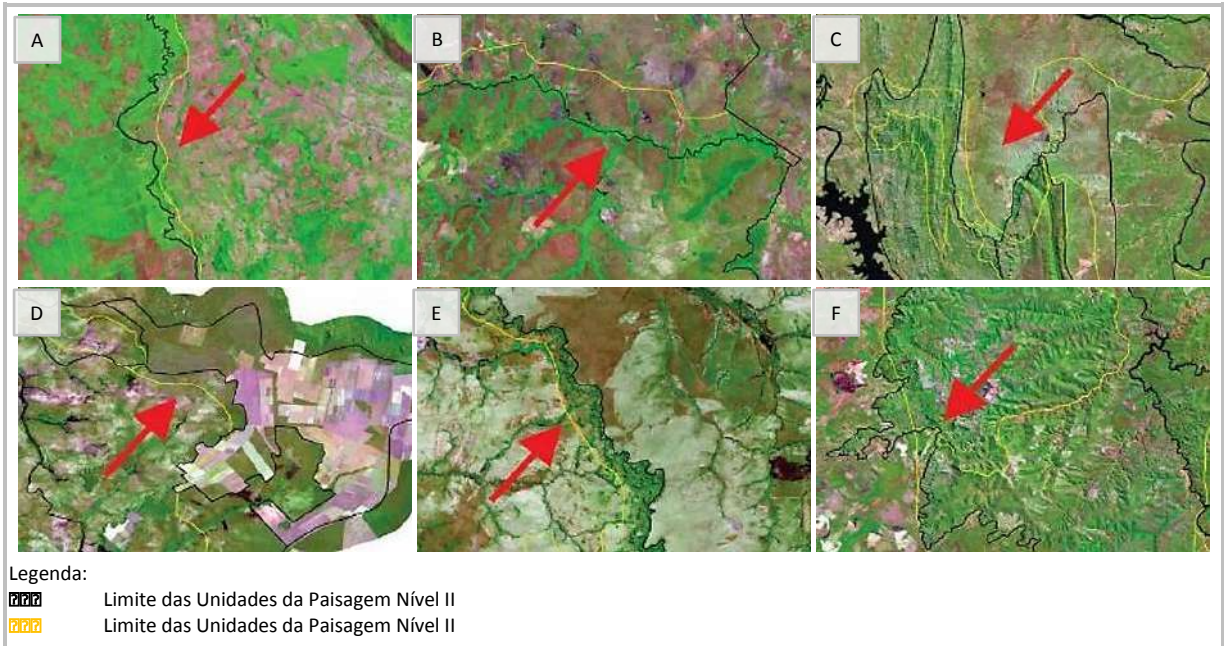 A
B
C
D
E
F
Legenda:
Limite das Unidades da Paisagem Nível II
Limite das Unidades da Paisagem Nível II